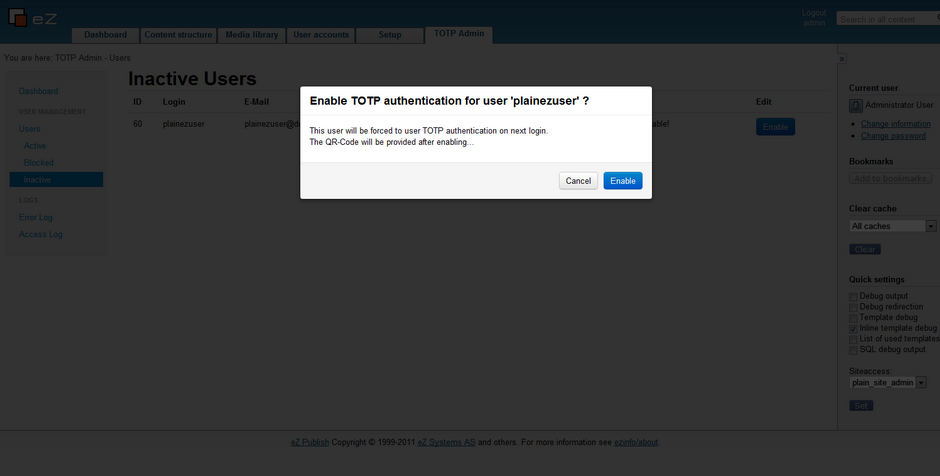 eZ
Logout
admin
Search in all content
Dashboard
Content structure
Media library
User accounts
Setup
TOTP Admin
You are here: TOTP Admin - Users
»
Dashboard
USER MANAGEMENT
Users
Active
Blocked
Inactive
LOGS
Error Log
Access Log
Inactive Users
ID Login E-Mail Edit
60 plainezuser plainezuser@da able! Enable
Enable TOTP authentication for user 'plainezuser' ?
This user will be forced to user TOTP authentication on next login.
The QR-Code will be provided after enabling...
Cancel Enable
Current user
Administrator User
Change information
Change password
Bookmarks
Add to bookmarks
Clear cache
All caches
Clear
Quick settings
Debug output
Debug redirection
Template debug
Inline template debug
List of used templates
SQL debug output
Siteaccess:
plain_site_admin
Set
eZ Publish Copyright © 1999-2011 eZ Systems AS and others. For more information see ezinfo/about.